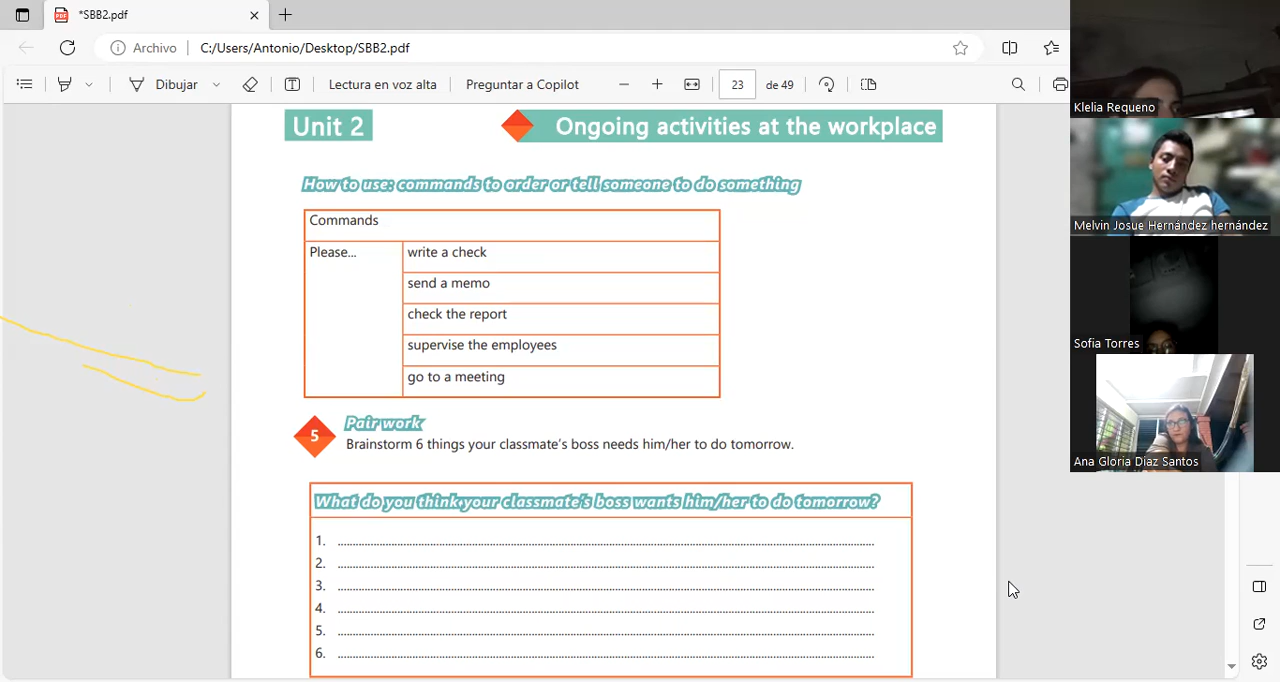 *SBB2.pdf
Archivo
C:/Users/Antonio/Desktop/SBB2.pdf
Dibujar
Lectura en voz alta
Preguntar a Copilot
23
de 49
Unit 2
Ongoing activities at the workplace
How to use: commands to order or tell someone to do something
Commands
Please...
write a check
send a memo
check the report
supervise the employees
go to a meeting
5
Pair work
Brainstorm 6 things your classmate's boss needs him/her to do tomorrow.
What do you think your classmate's boss wants him/her to do tomorrow?
1.
2.
3.
4.
5.
6.
Klelia Requeno
Melvin Josue Hernández hernández
Sofia Torres
Ana Gloria Díaz Santos